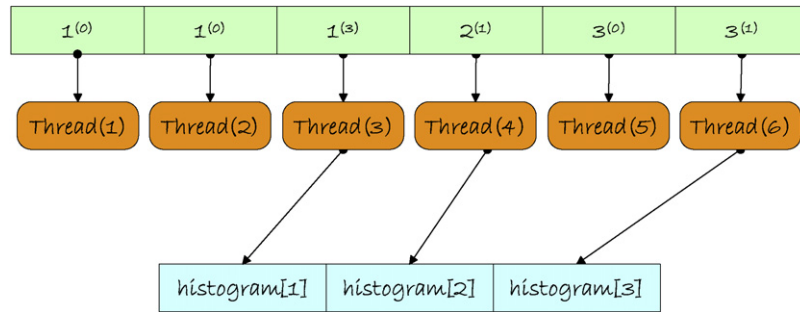 1(0) 1(0) 1(3) 2(1) 3(0) 3(1)
Thread(1) Thread(2) Thread(3) Thread(4) Thread(5) Thread(6)
histogram[1] histogram[2] histogram[3]